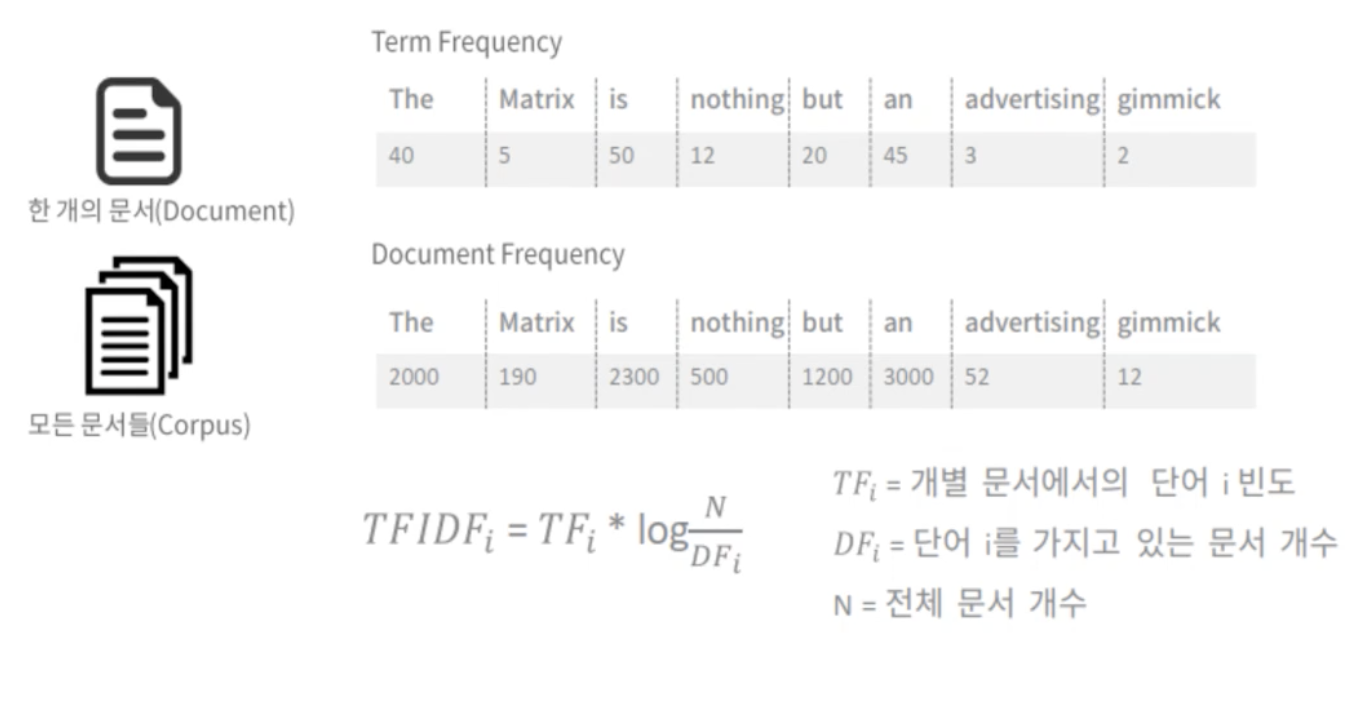 Term Frequency
The Matrix is nothing but an advertising gimmick
40 5 50 12 20 45 3 2
한 개의 문서(Document)
Document Frequency
The Matrix is nothing but an advertising gimmick
2000 190 2300 500 1200 3000 52 12
모든 문서들(Corpus)
TFIDF_i = TF_i * log N/DF_i
TF_i = 개별 문서에서의 단어 i 빈도
DF_i = 단어 i를 가지고 있는 문서 개수
N = 전체 문서 개수